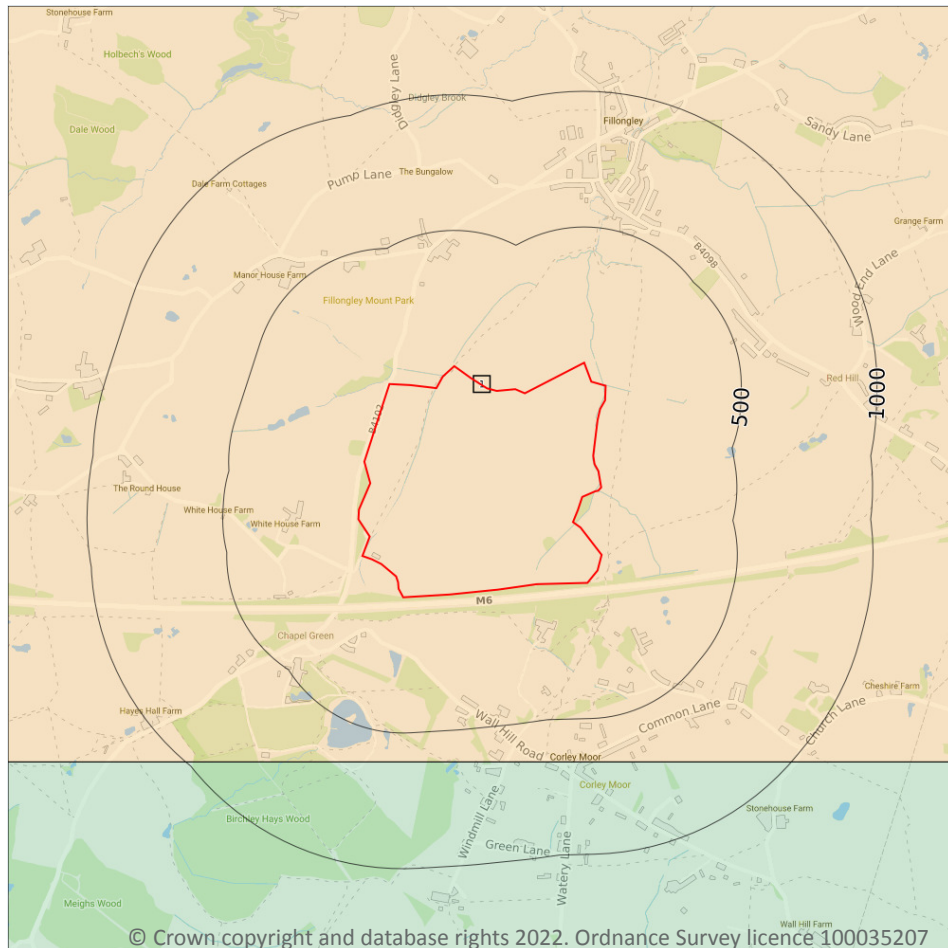 Stonehouse Farm
Holbech's Wood
Didgley Lane
Didgley Brook
Fillongley
Sandy Lane
Dale Wood
Pump Lane
The Bungalow
Dale Farm Cottages
Grange Farm
B4098
Wood End Lane
Manor House Farm
Fillongley Mount Park
1
Red Hill
500
1000
B4102
The Round House
White House Farm
White House Farm
M6
Chapel Green
Cheshire Farm
Hayes Hall Farm
Wall Hill Road
Common Lane
Church Lane
Corley Moor
Corley Moor
Stonehouse Farm
Birchley Hays Wood
Windmill Lane
Green Lane
Watery Lane
Meighs Wood
Wall Hill Farm
© Crown copyright and database rights 2022. Ordnance Survey licence 100035207